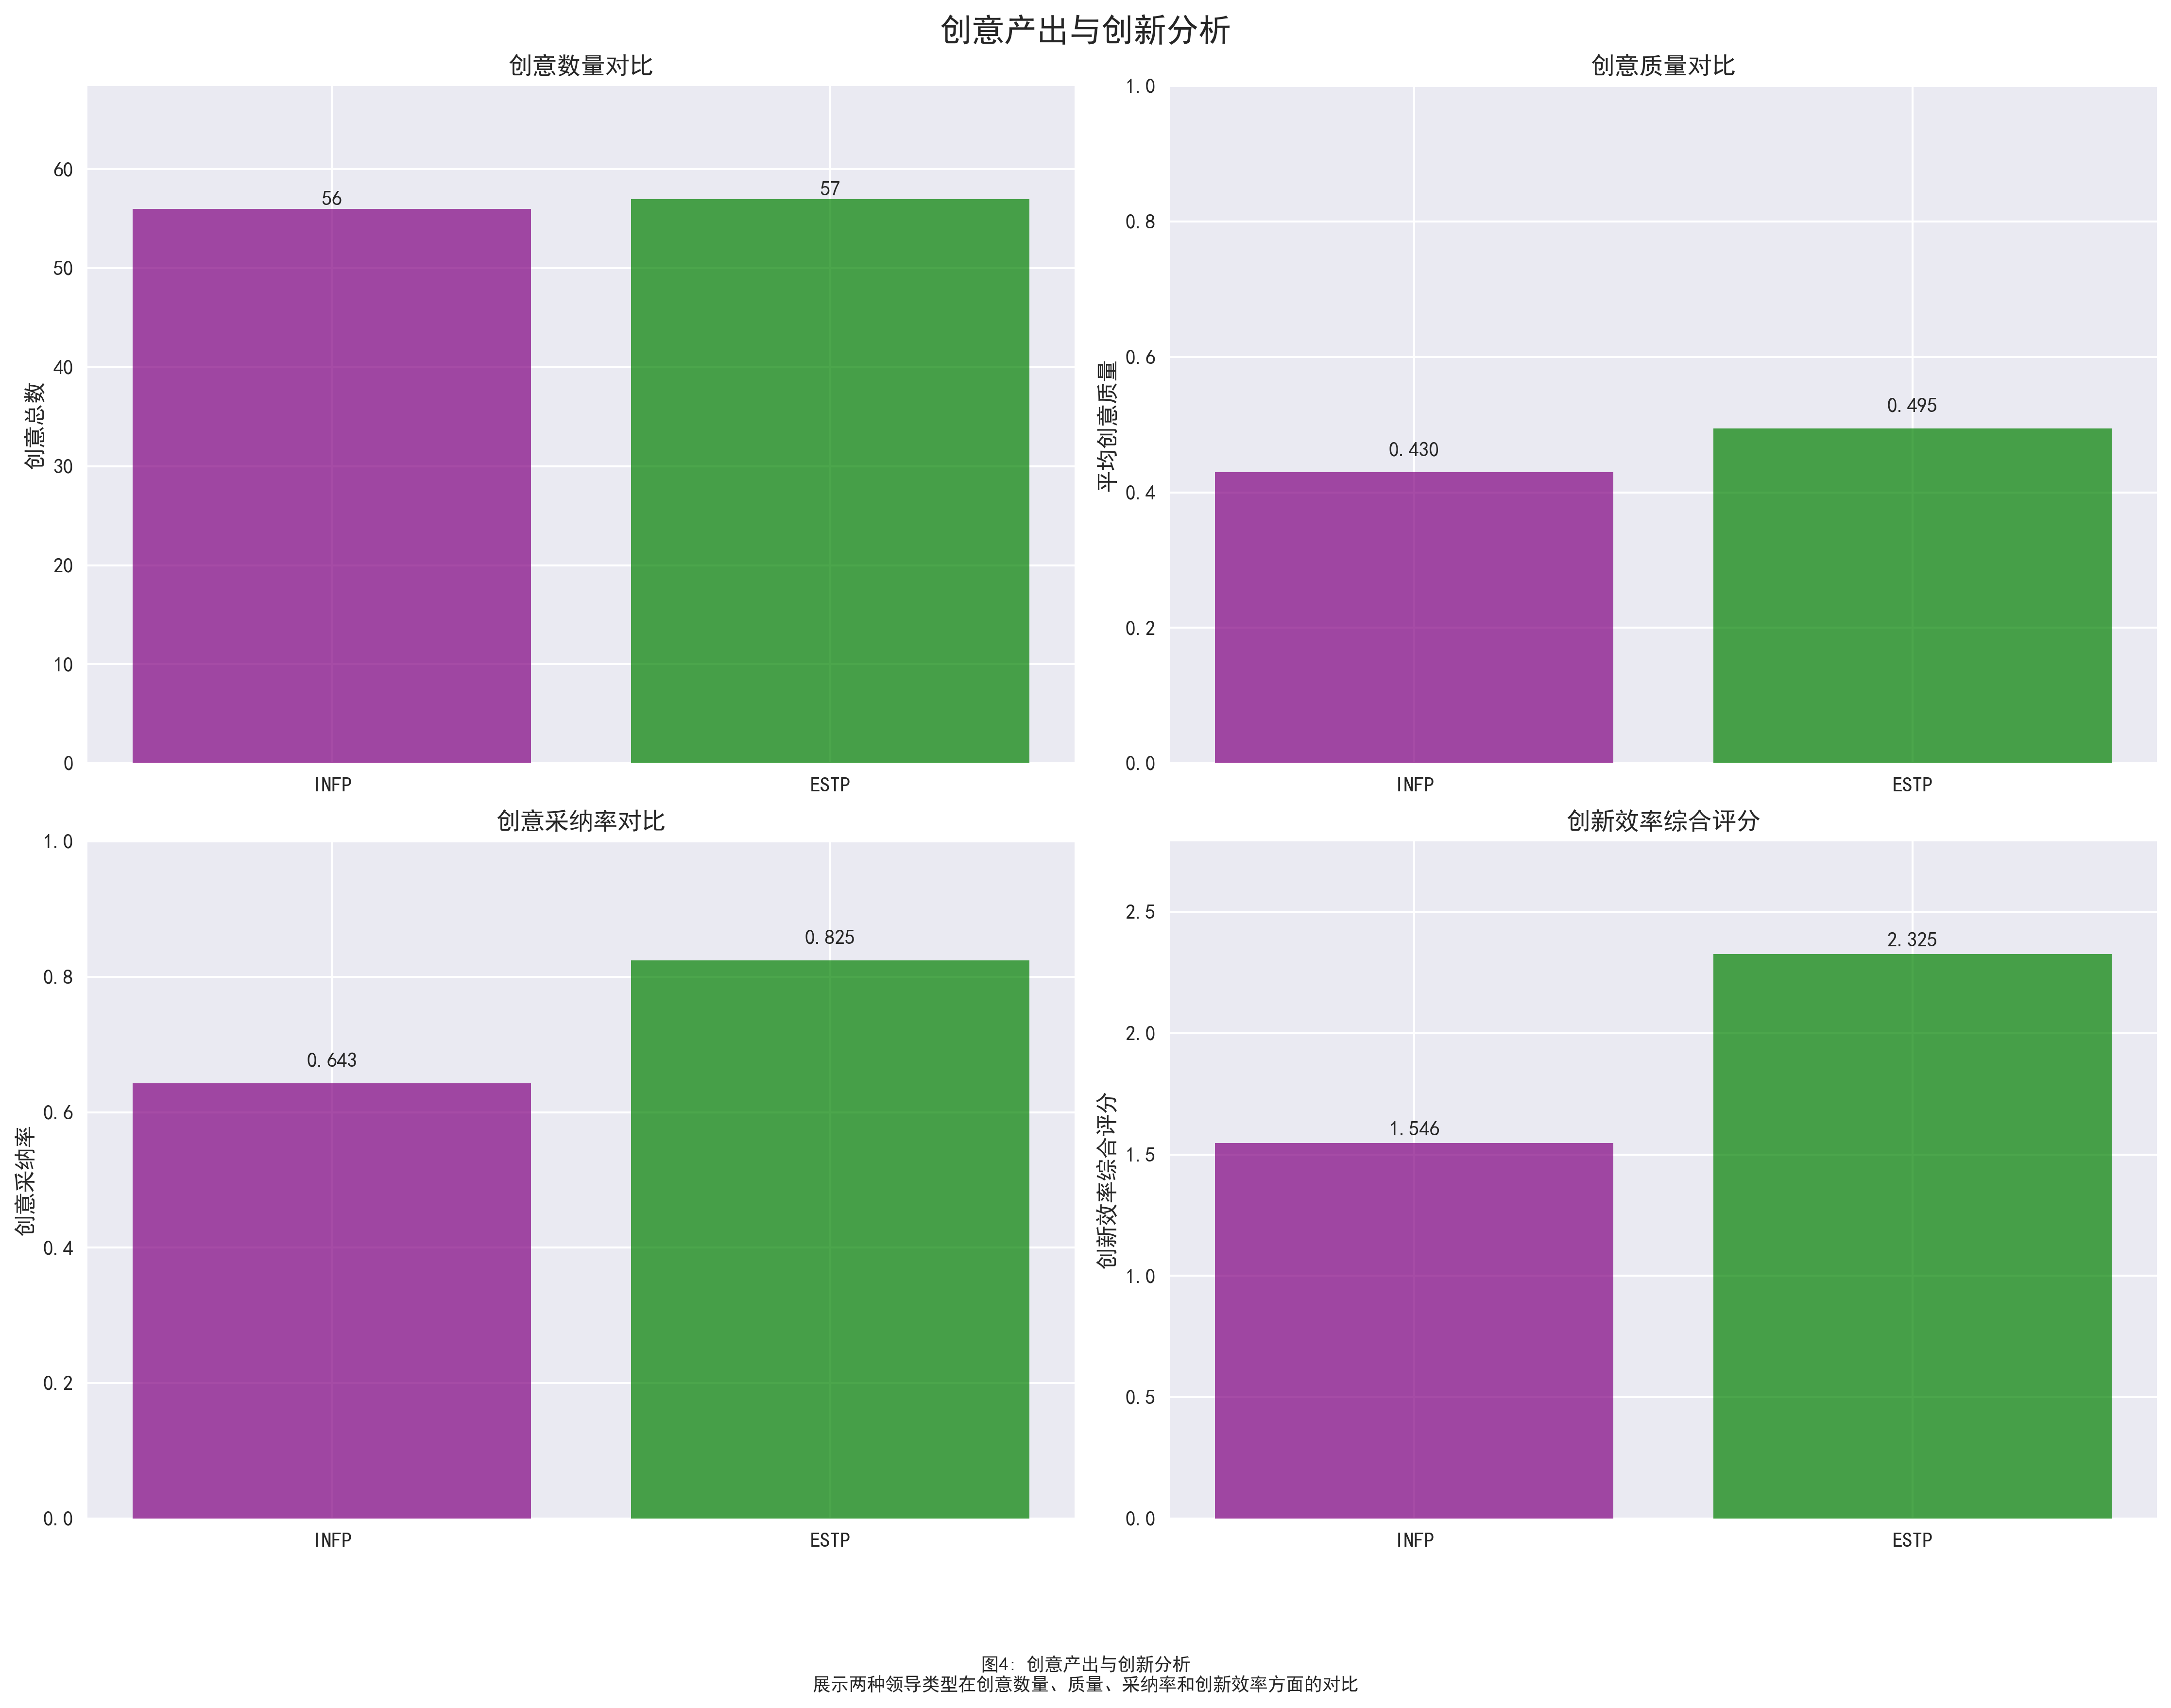 创意产出与创新分析
创意数量对比
创意总数
60
50
40
30
20
10
0
56
57
INFP
ESTP
创意质量对比
平均创意质量
1.0
0.8
0.6
0.4
0.2
0.0
0.430
0.495
INFP
ESTP
创意采纳率对比
创意采纳率
1.0
0.8
0.6
0.4
0.2
0.0
0.643
0.825
INFP
ESTP
创新效率综合评分
创新效率综合评分
2.5
2.0
1.5
1.0
0.5
0.0
1.546
2.325
INFP
ESTP
图4: 创意产出与创新分析
展示两种领导类型在创意数量、质量、采纳率和创新效率方面的对比